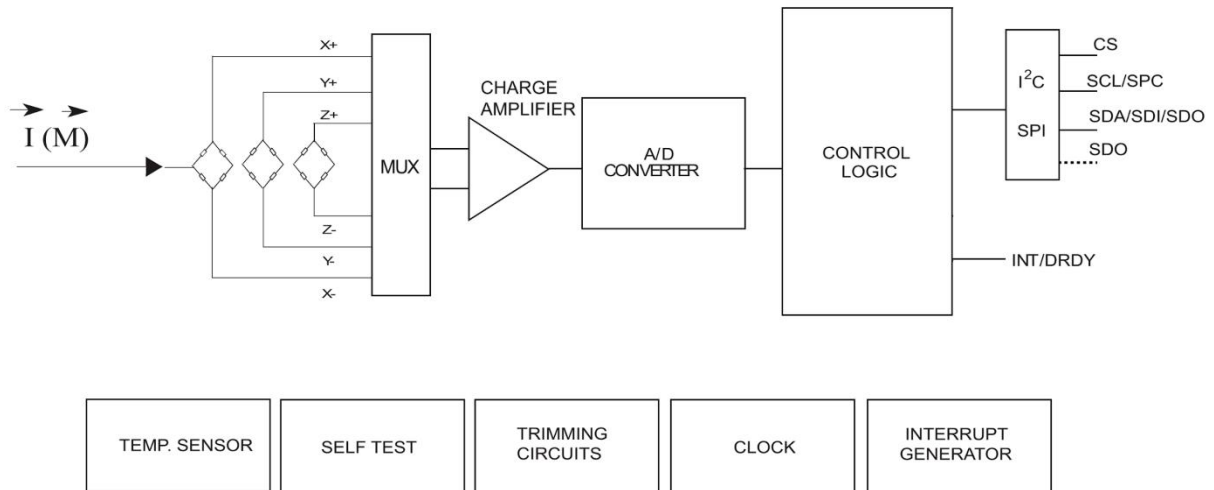 X+
Y+
Z+
I (M)
Z-
Y-
X-
MUX
CHARGE
AMPLIFIER
A/D
CONVERTER
CONTROL
LOGIC
I²C
SPI
CS
SCL/SPC
SDA/SDI/SDO
SDO
INT/DRDY
TEMP. SENSOR
SELF TEST
TRIMMING
CIRCUITS
CLOCK
INTERRUPT
GENERATOR